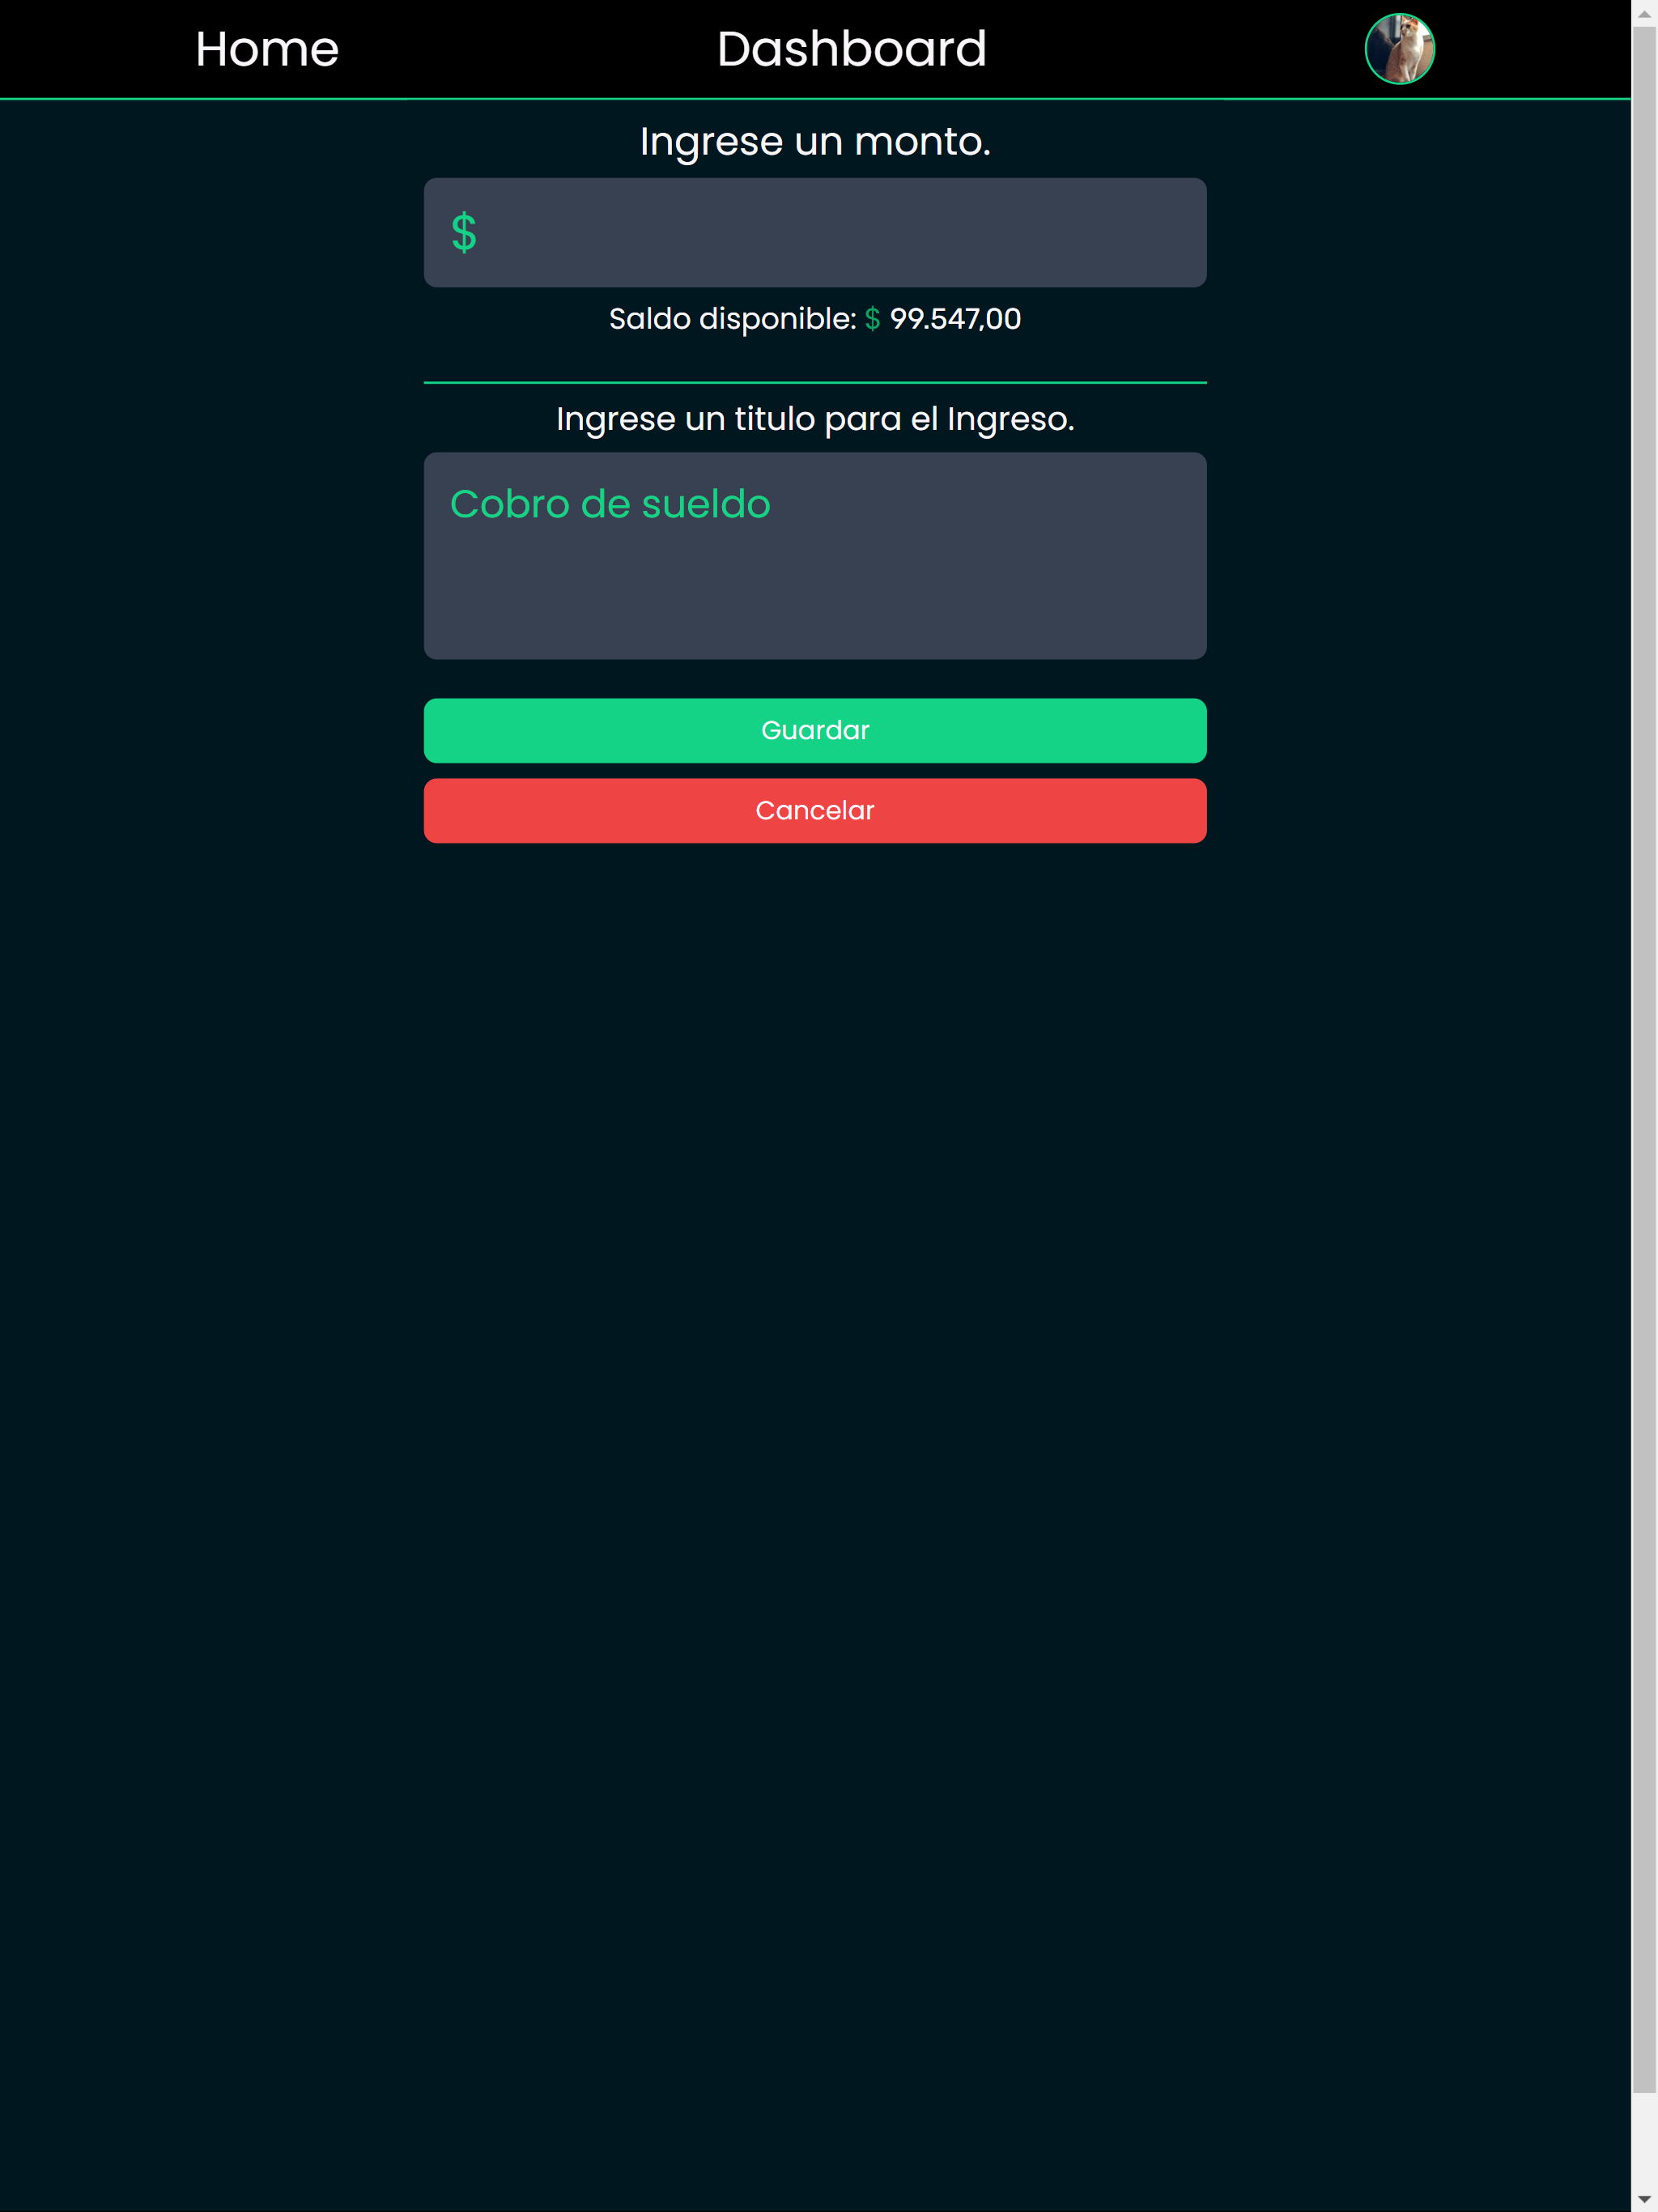 Home Dashboard
Ingrese un monto.
$
Saldo disponible: $ 99.547,00
Ingrese un titulo para el Ingreso.
Cobro de sueldo
Guardar
Cancelar